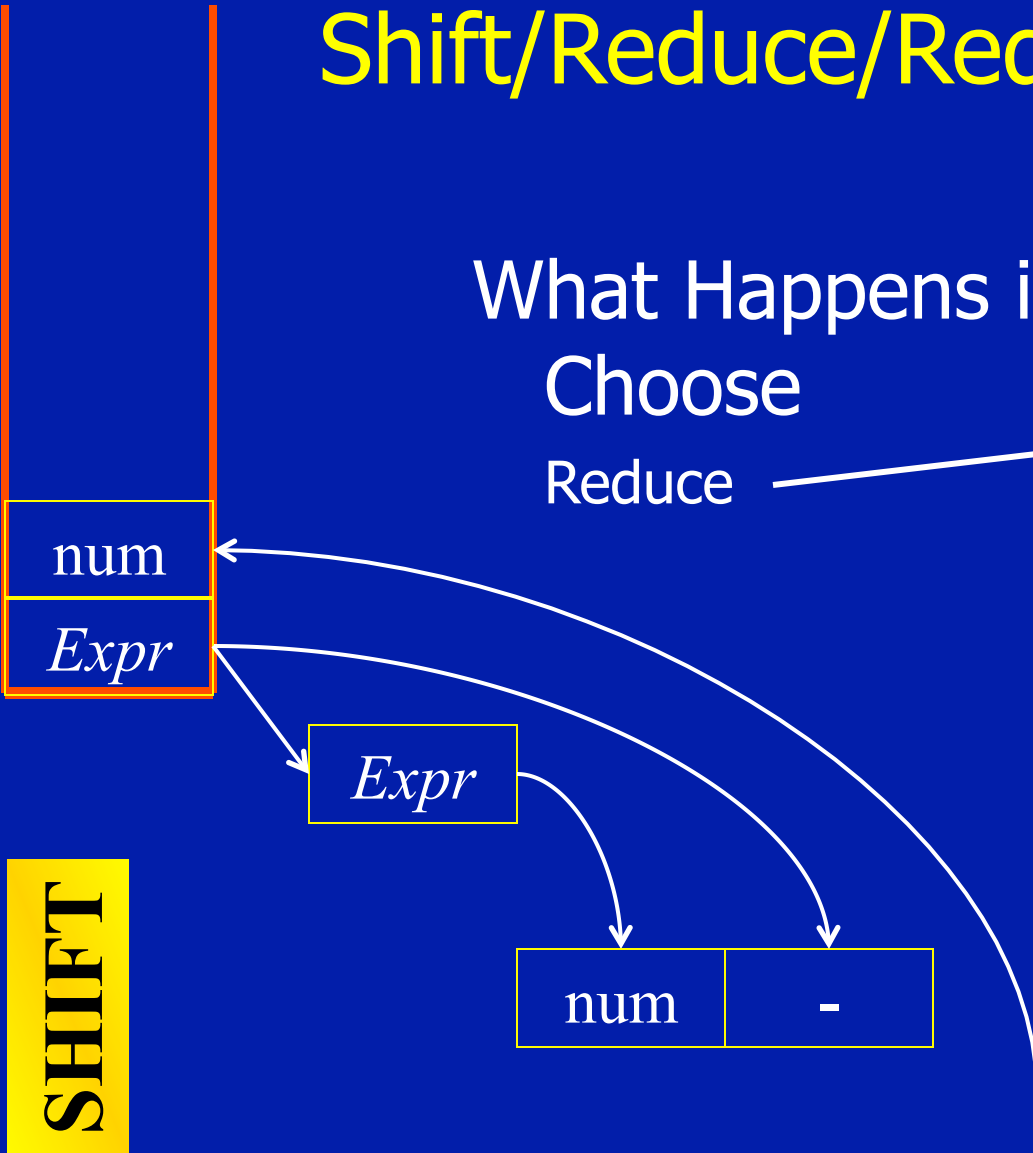 Shift/Reduce/Red
What Happens i
Choose
Reduce
num
Expr
Expr
num -
SHIFT